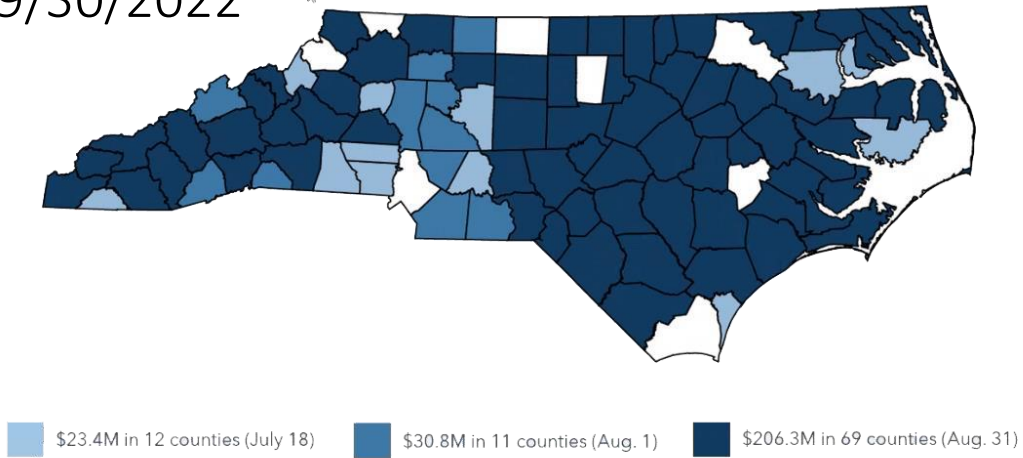 9/30/2022
$23.4M in 12 counties (July 18)
$30.8M in 11 counties (Aug. 1)
$206.3M in 69 counties (Aug. 31)